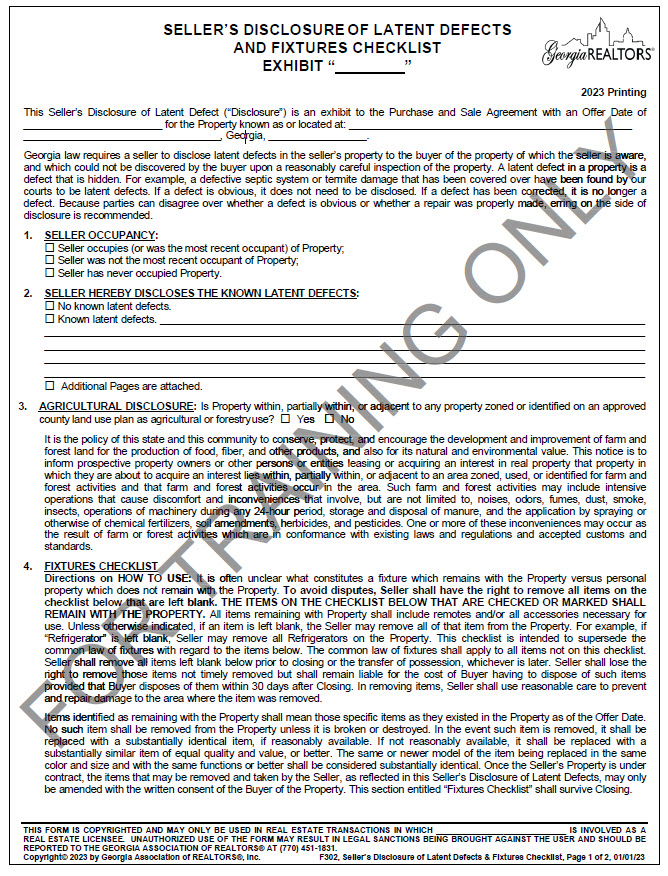 SELLER'S DISCLOSURE OF LATENT DEFECTS
AND FIXTURES CHECKLIST
EXHIBIT "________"
Georgia REALTORS®
2023 Printing
This Seller's Disclosure of Latent Defect ("Disclosure") is an exhibit to the Purchase and Sale Agreement with an Offer Date of
_______________________ for the Property known as or located at: _______________________________________________
_________________________________, Georgia, ________________.
Georgia law requires a seller to disclose latent defects in the seller's property to the buyer of the property of which the seller is aware,
and which could not be discovered by the buyer upon a reasonably careful inspection of the property. A latent defect in a property is a
defect that is hidden. For example, a defective septic system or termite damage that has been covered over have been found by our
courts to be latent defects. If a defect is obvious, it does not need to be disclosed. If a defect has been corrected, it is no longer a
defect. Because parties can disagree over whether a defect is obvious or whether a repair was properly made, erring on the side of
disclosure is recommended.
1. SELLER OCCUPANCY:
☐ Seller occupies (or was the most recent occupant) of Property;
☐ Seller was not the most recent occupant of Property;
☐ Seller has never occupied Property.
2. SELLER HEREBY DISCLOSES THE KNOWN LATENT DEFECTS:
☐ No known latent defects.
☐ Known latent defects. ____________________________________________
☐ Additional Pages are attached.
3. AGRICULTURAL DISCLOSURE: Is Property within, partially within, or adjacent to any property zoned or identified on an approved
county land use plan as agricultural or forestry use? ☐ Yes ☐ No
It is the policy of this state and this community to conserve, protect, and encourage the development and improvement of farm and
forest land for the production of food, fiber, and other products, and also for its natural and environmental value. This notice is to
inform prospective property owners or other persons or entities leasing or acquiring an interest in real property that property in
which they are about to acquire an interest lies within, partially within, or adjacent to an area zoned, used, or identified for farm and
forest activities and that farm and forest activities occur in the area. Such farm and forest activities may include intensive
operations that cause discomfort and inconveniences that involve, but are not limited to, noises, odors, fumes, dust, smoke,
insects, operations of machinery during any 24-hour period, storage and disposal of manure, and the application by spraying or
otherwise of chemical fertilizers, soil amendments, herbicides, and pesticides. One or more of these inconveniences may occur as
the result of farm or forest activities which are in conformance with existing laws and regulations and accepted customs and
standards.
4. FIXTURES CHECKLIST
Directions on HOW TO USE: It is often unclear what constitutes a fixture which remains with the Property versus personal
property which does not remain with the Property. To avoid disputes, Seller shall have the right to remove all items on the
checklist below that are left blank. THE ITEMS ON THE CHECKLIST BELOW THAT ARE CHECKED OR MARKED SHALL
REMAIN WITH THE PROPERTY. All items remaining with Property shall include remotes and/or all accessories necessary for
use. Unless otherwise indicated, if an item is left blank, the Seller may remove all of that item from the Property. For example, if
"Refrigerator" is left blank, Seller may remove all Refrigerators on the Property. This checklist is intended to supersede the
common law of fixtures with regard to the items below. The common law of fixtures shall apply to all items not on this checklist.
Seller shall remove all items left blank below prior to closing or the transfer of possession, whichever is later. Seller shall lose the
right to remove those items not timely removed but shall remain liable for the cost of Buyer having to dispose of such items
provided that Buyer disposes of them within 30 days after Closing. In removing items, Seller shall use reasonable care to prevent
and repair damage to the area where the item was removed.
Items identified as remaining with the Property shall mean those specific items as they existed in the Property as of the Offer Date.
No such item shall be removed from the Property unless it is broken or destroyed. In the event such item is removed, it shall be
replaced with a substantially identical item, if reasonably available. If not reasonably available, it shall be replaced with a
substantially similar item of equal quality and value, or better. The same or newer model of the item being replaced in the same
color and size and with the same functions or better shall be considered substantially identical. Once the Seller's Property is under
contract, the items that may be removed and taken by the Seller, as reflected in this Seller's Disclosure of Latent Defects, may only
be amended with the written consent of the Buyer of the Property. This section entitled "Fixtures Checklist" shall survive Closing.
FOR TRAINING ONLY
THIS FORM IS COPYRIGHTED AND MAY ONLY BE USED IN REAL ESTATE TRANSACTIONS IN WHICH ______________________ IS INVOLVED AS A
REAL ESTATE LICENSEE. UNAUTHORIZED USE OF THE FORM MAY RESULT IN LEGAL SANCTIONS BEING BROUGHT AGAINST THE USER AND SHOULD BE
REPORTED TO THE GEORGIA ASSOCIATION OF REALTORS® AT (770) 451-1831.
Copyright© 2023 by Georgia Association of REALTORS®, Inc. F302, Seller's Disclosure of Latent Defects & Fixtures Checklist, Page 1 of 2, 01/01/23